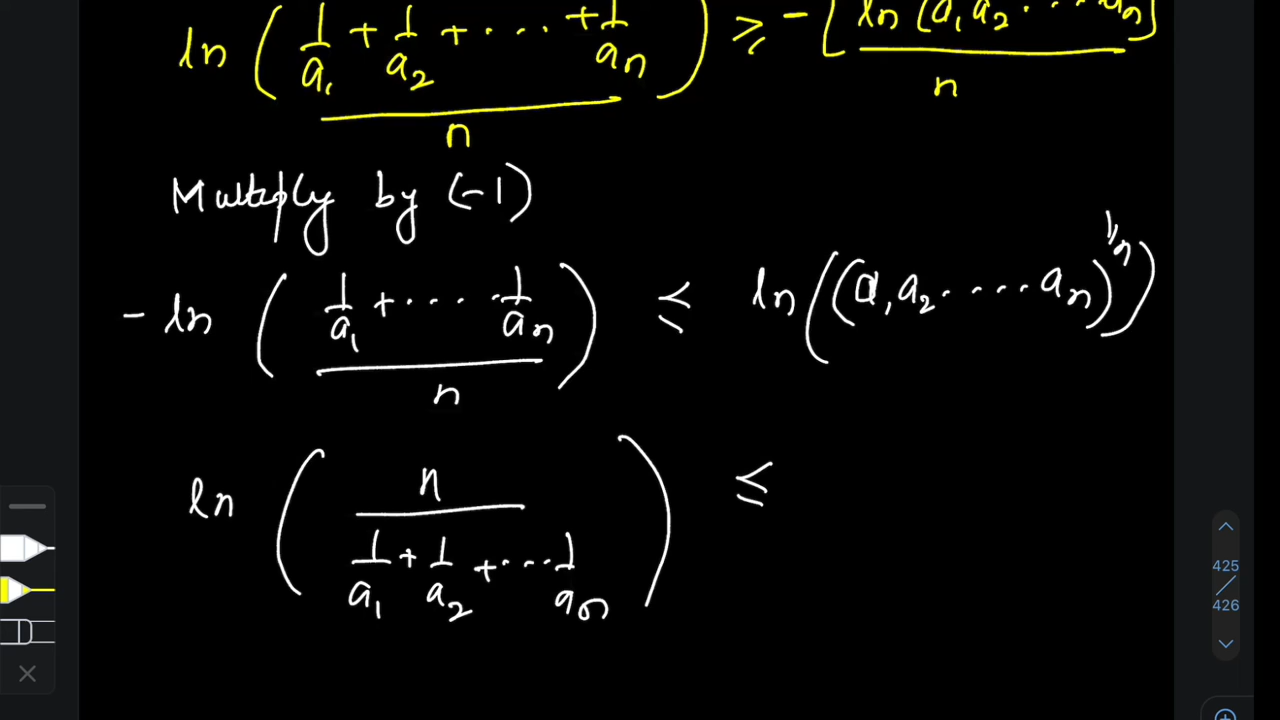 ln ( (1/a₁ + 1/a₂ + ... + 1/aₙ) / n ) ≥ - [ln (a₁a₂.....aₙ)] / n
Multiply by (-1)
- ln ( (1/a₁ + .... 1/aₙ) / n ) ≤ ln((a₁a₂.....aₙ)^1/n)
ln ( n / (1/a₁ + 1/a₂ + ... 1/aₙ) ) ≤
425
/
426